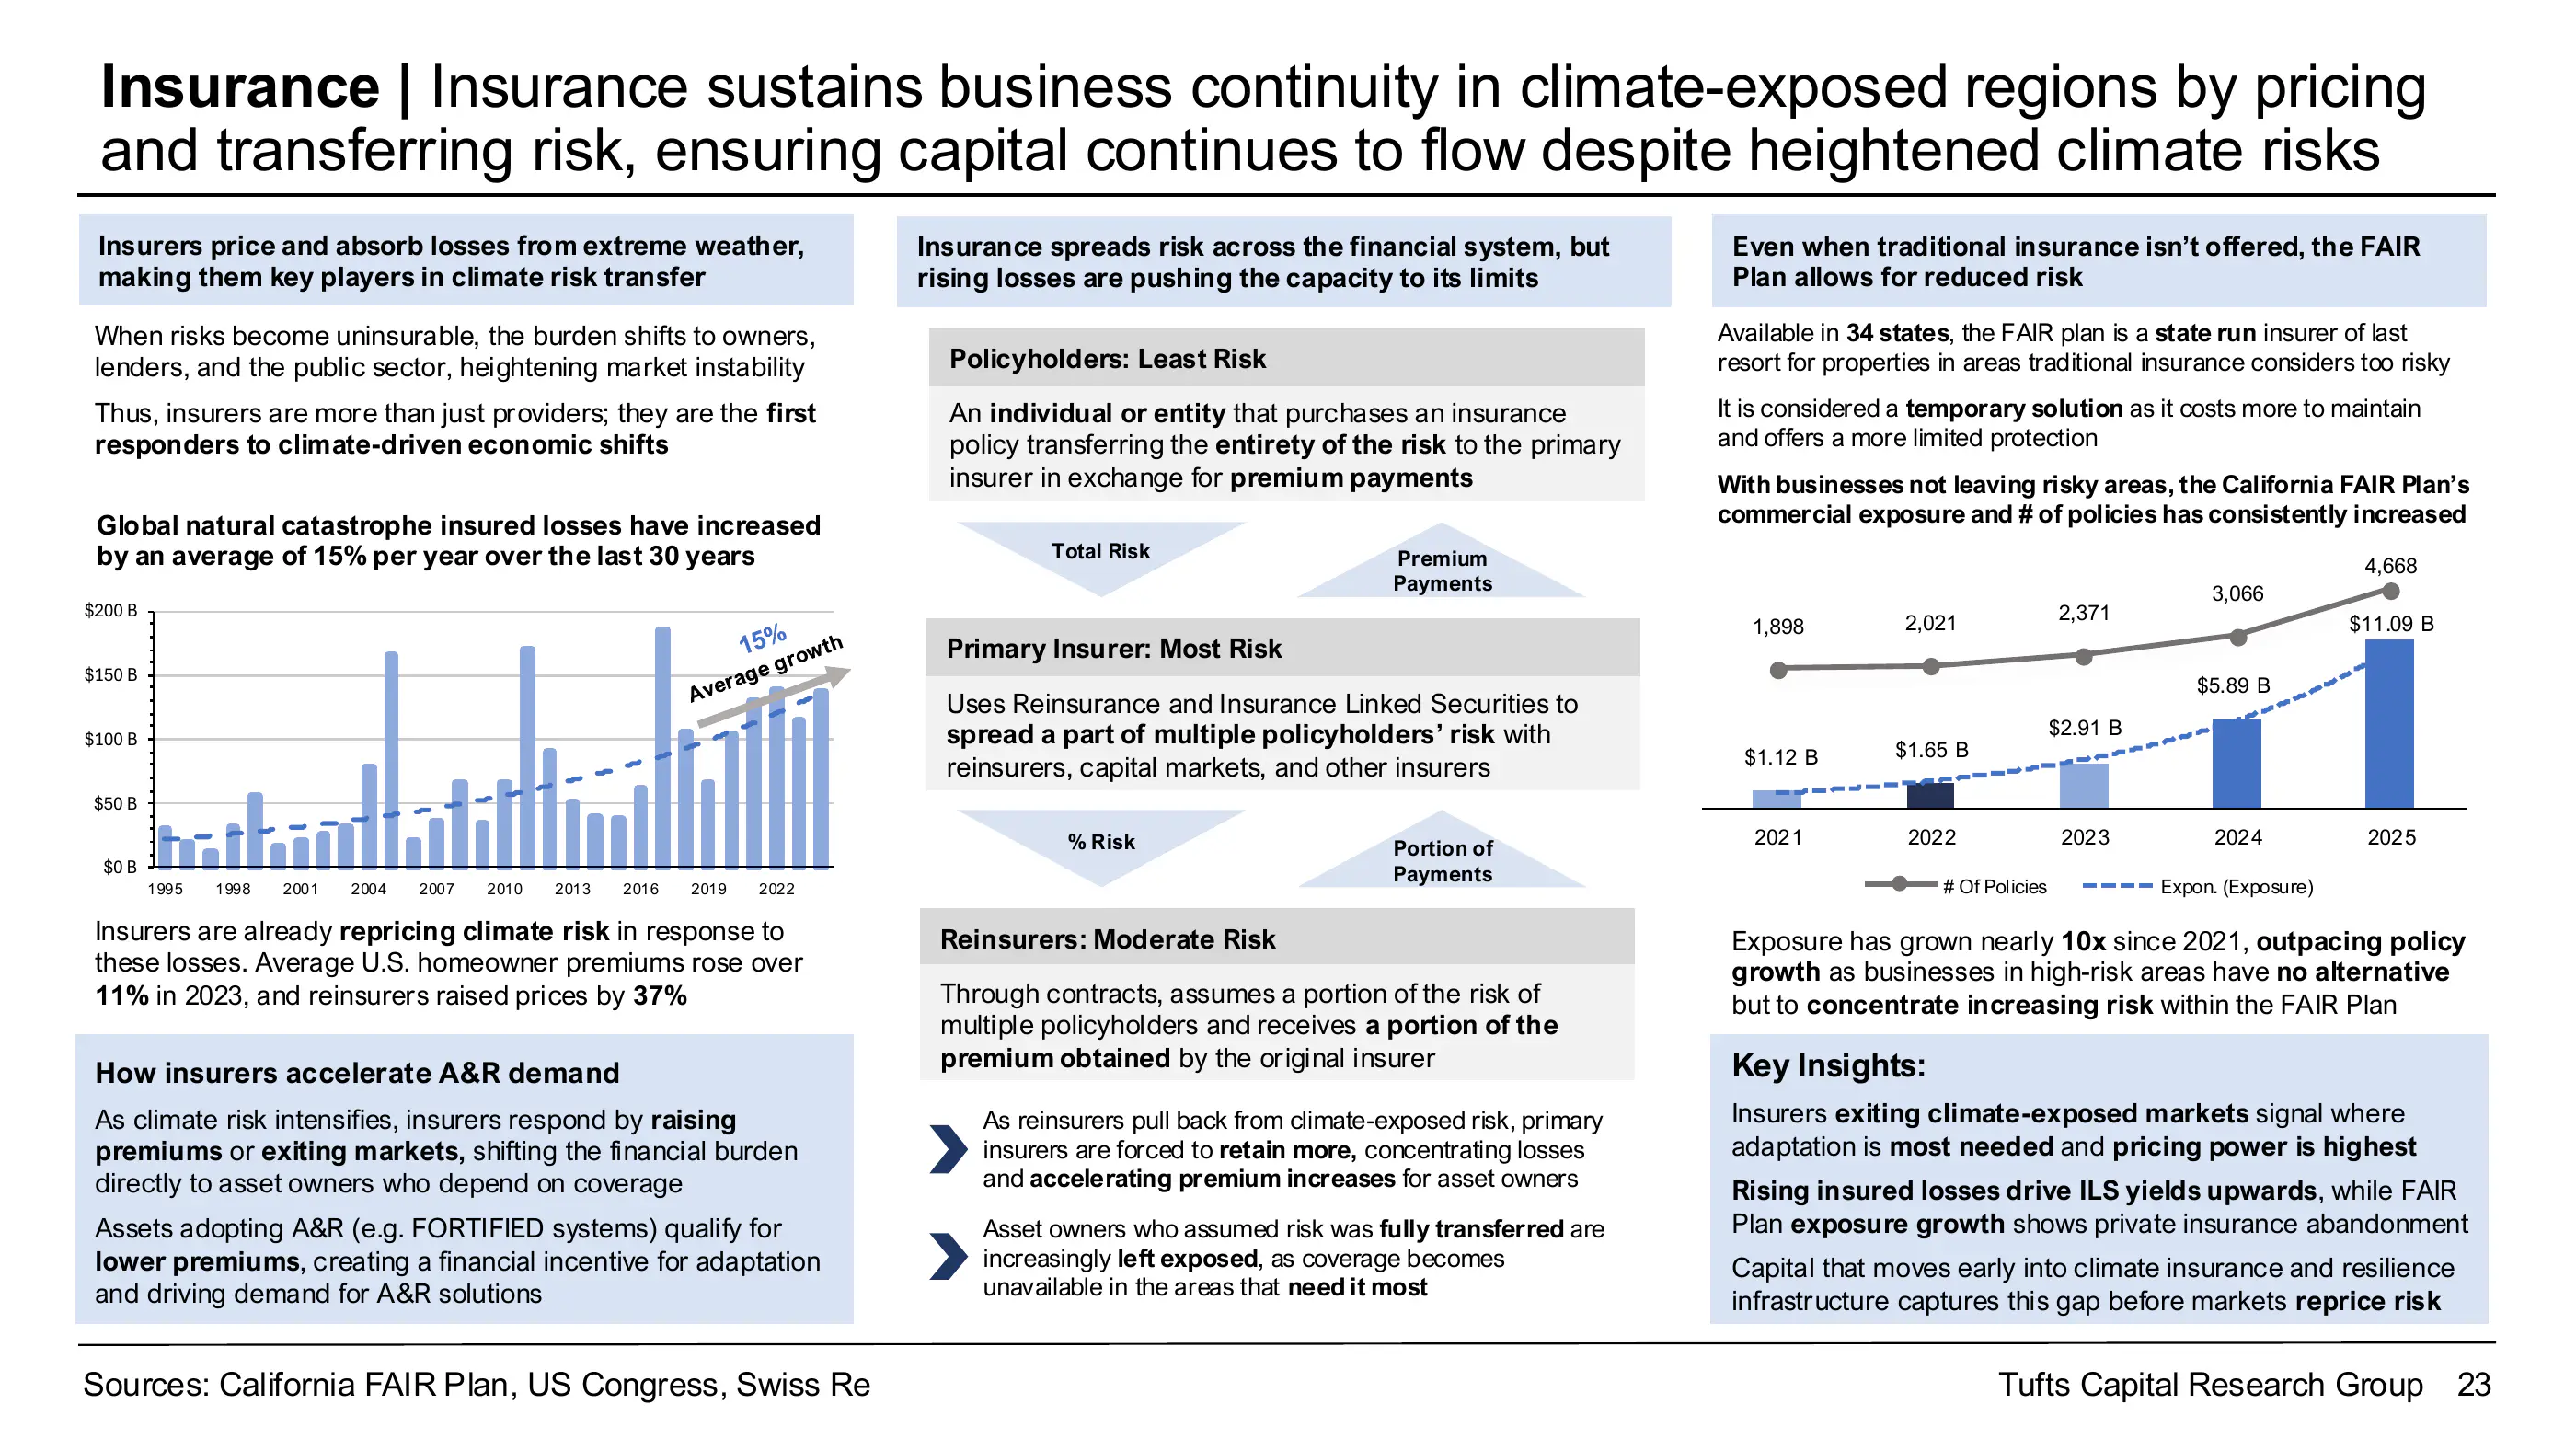 Insurance | Insurance sustains business continuity in climate-exposed regions by pricing
and transferring risk, ensuring capital continues to flow despite heightened climate risks
Insurers price and absorb losses from extreme weather,
making them key players in climate risk transfer
When risks become uninsurable, the burden shifts to owners,
lenders, and the public sector, heightening market instability
Thus, insurers are more than just providers; they are the first
responders to climate-driven economic shifts
Global natural catastrophe insured losses have increased
by an average of 15% per year over the last 30 years
$200 B
$150 B
$100 B
$50 B
$0 B
15%
Average growth
1995 1998 2001 2004 2007 2010 2013 2016 2019 2022
Insurers are already repricing climate risk in response to
these losses. Average U.S. homeowner premiums rose over
11% in 2023, and reinsurers raised prices by 37%
How insurers accelerate A&R demand
As climate risk intensifies, insurers respond by raising
premiums or exiting markets, shifting the financial burden
directly to asset owners who depend on coverage
Assets adopting A&R (e.g. FORTIFIED systems) qualify for
lower premiums, creating a financial incentive for adaptation
and driving demand for A&R solutions
Insurance spreads risk across the financial system, but
rising losses are pushing the capacity to its limits
Policyholders: Least Risk
An individual or entity that purchases an insurance
policy transferring the entirety of the risk to the primary
insurer in exchange for premium payments
Total Risk
Premium
Payments
Primary Insurer: Most Risk
Uses Reinsurance and Insurance Linked Securities to
spread a part of multiple policyholders' risk with
reinsurers, capital markets, and other insurers
% Risk
Portion of
Payments
Reinsurers: Moderate Risk
Through contracts, assumes a portion of the risk of
multiple policyholders and receives a portion of the
premium obtained by the original insurer
As reinsurers pull back from climate-exposed risk, primary
insurers are forced to retain more, concentrating losses
and accelerating premium increases for asset owners
Asset owners who assumed risk was fully transferred are
increasingly left exposed, as coverage becomes
unavailable in the areas that need it most
Even when traditional insurance isn't offered, the FAIR
Plan allows for reduced risk
Available in 34 states, the FAIR plan is a state run insurer of last
resort for properties in areas traditional insurance considers too risky
It is considered a temporary solution as it costs more to maintain
and offers a more limited protection
With businesses not leaving risky areas, the California FAIR Plan's
commercial exposure and # of policies has consistently increased
1,898 2,021 2,371 3,066 4,668
$1.12 B $1.65 B $2.91 B $5.89 B $11.09 B
2021 2022 2023 2024 2025
# Of Policies Expon. (Exposure)
Exposure has grown nearly 10x since 2021, outpacing policy
growth as businesses in high-risk areas have no alternative
but to concentrate increasing risk within the FAIR Plan
Key Insights:
Insurers exiting climate-exposed markets signal where
adaptation is most needed and pricing power is highest
Rising insured losses drive ILS yields upwards, while FAIR
Plan exposure growth shows private insurance abandonment
Capital that moves early into climate insurance and resilience
infrastructure captures this gap before markets reprice risk
Sources: California FAIR Plan, US Congress, Swiss Re
Tufts Capital Research Group 23